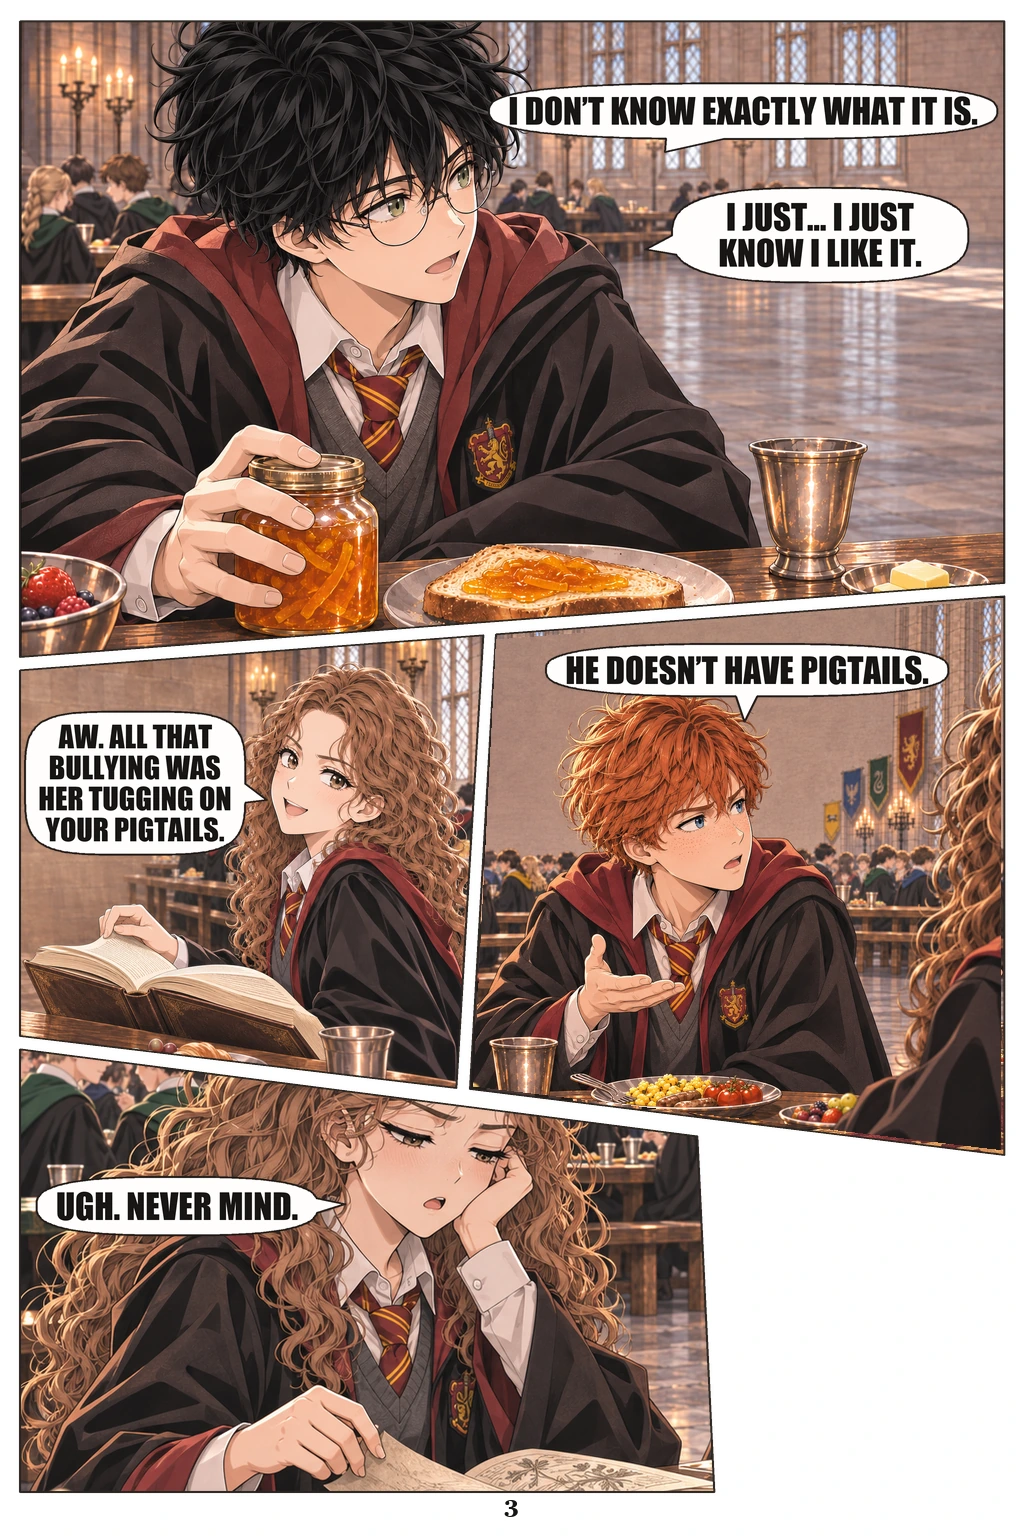 I DON'T KNOW EXACTLY WHAT IT IS.
I JUST... I JUST
KNOW I LIKE IT.
AW. ALL THAT
BULLYING WAS
HER TUGGING ON
YOUR PIGTAILS.
HE DOESN'T HAVE PIGTAILS.
UGH. NEVER MIND.
3